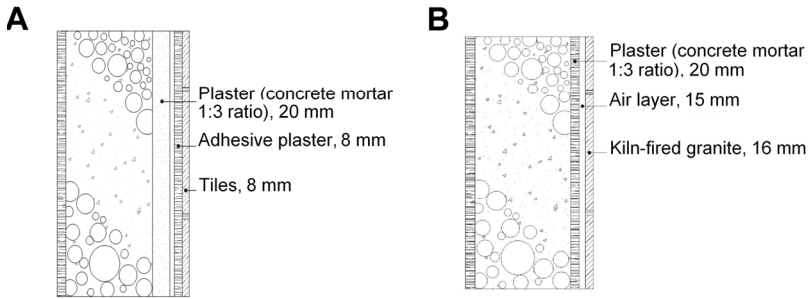 A
Plaster (concrete mortar
1:3 ratio), 20 mm
Adhesive plaster, 8 mm
Tiles, 8 mm
B
Plaster (concrete mortar
1:3 ratio), 20 mm
Air layer, 15 mm
Kiln-fired granite, 16 mm